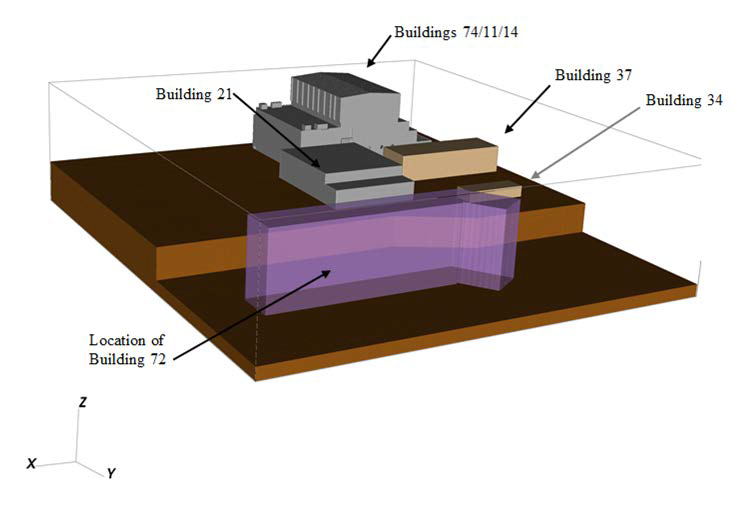 Buildings 74/11/14
Building 37
Building 21
Building 34
Location of
Building 72
Z
X
Y